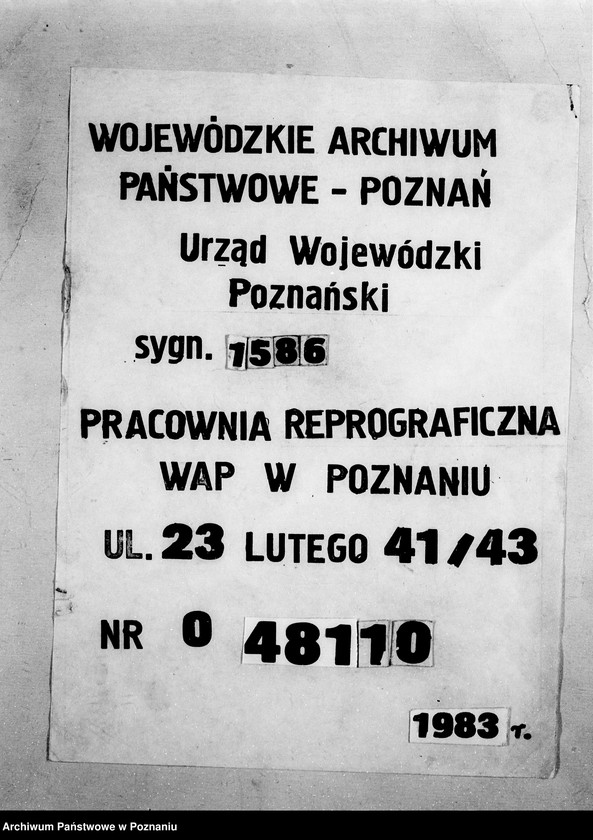 WOJEWÓDZKIE ARCHIWUM
PAŃSTWOWE - POZNAŃ
Urząd Wojewódzki
Poznański
sygn. 1586
PRACOWNIA REPROGRAFICZNA
WAP W POZNANIU
UL. 23 LUTEGO 41/43
NR 0 48110
1983 r.
Archiwum Państwowe w Poznaniu